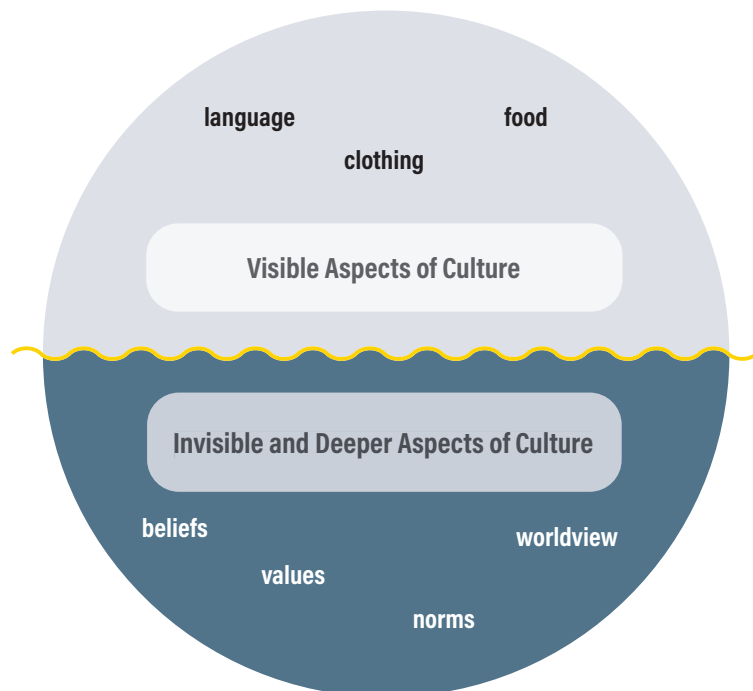 language
food
clothing
Visible Aspects of Culture
Invisible and Deeper Aspects of Culture
beliefs
worldview
values
norms